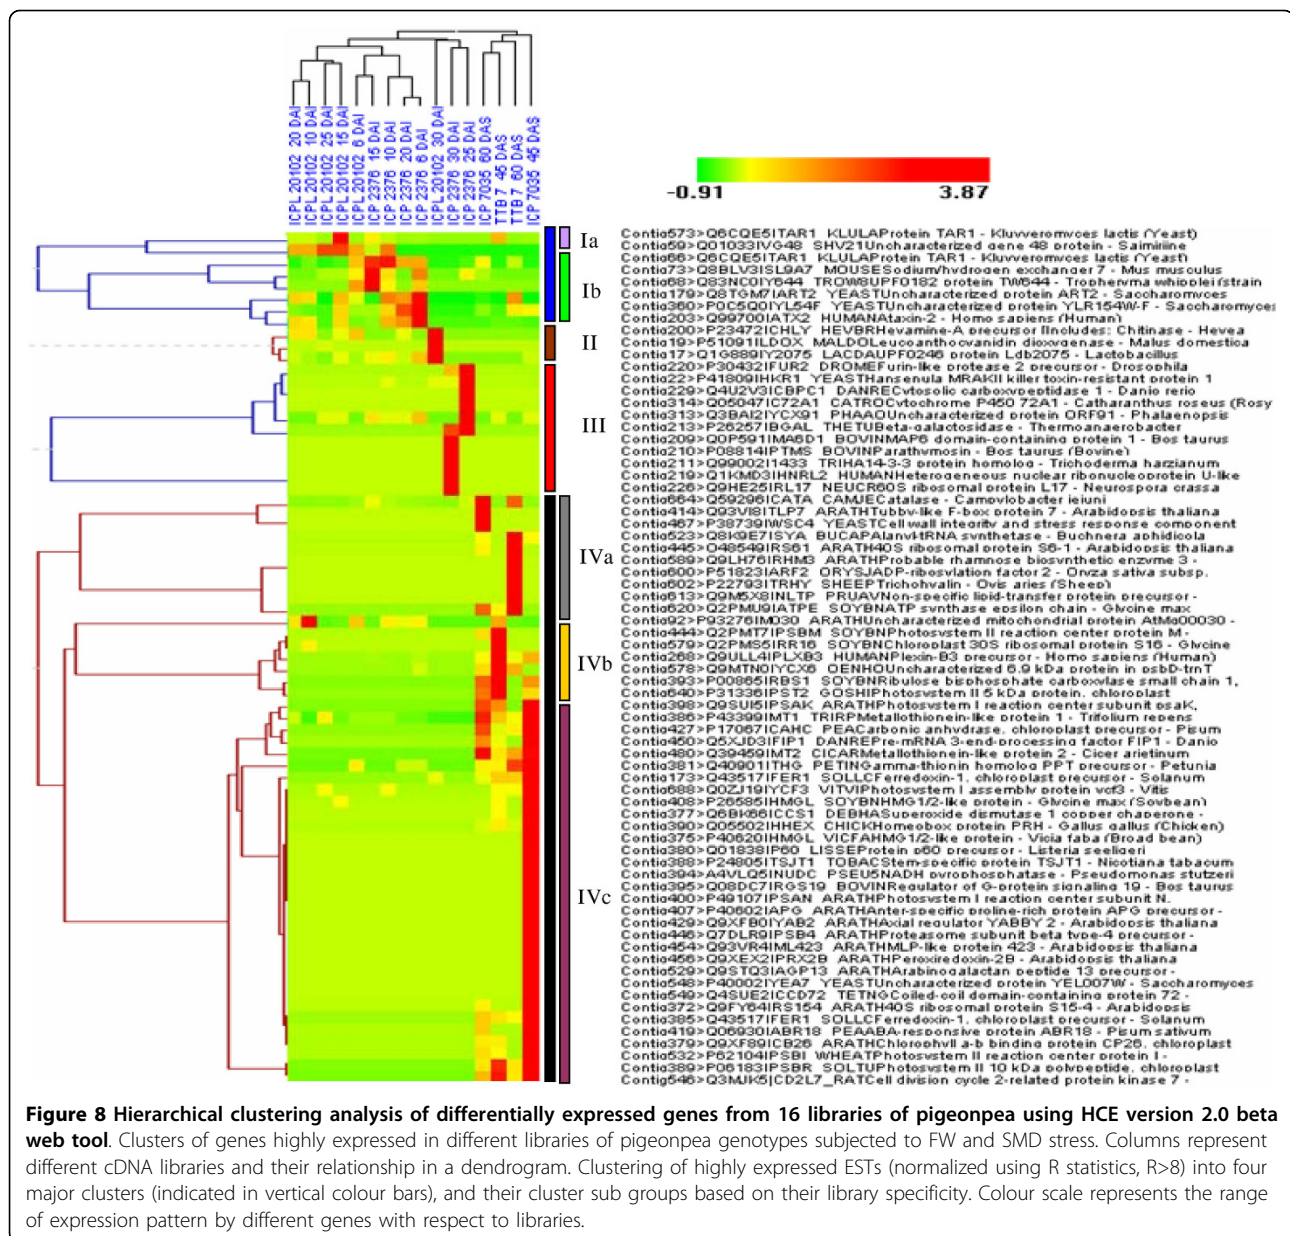 ICPL 20102 20 DAI
ICPL 20102 10 DAI
ICPL 20102 25 DAI
ICPL 20102 15 DAI
ICPL 20102 6 DAI
ICP 2376 15 DAI
ICP 2376 10 DAI
ICP 2376 20 DAI
ICP 2376 6 DAI
ICPL 20102 30 DAI
ICP 2376 30 DAI
ICP 2376 25 DAI
ICP 7035 60 DAS
TTB 7 45 DAS
TTB 7 60 DAS
ICP 7035 45 DAS
-0.91
3.87
Ia
Ib
II
III
IVa
IVb
IVc
Contig573>Q6CQE5ITAR1 KLULAProtein TAR1 - Kluyveromyces lactis (Yeast)
Contig59>Q01033IVG48 SHV21Uncharacterized gene 48 protein - Saimiriine
Contig66>Q6CQE5ITAR1 KLULAProtein TAR1 - Kluyveromyces lactis (Yeast)
Contig73>Q8BLV3ISL9A7 MOUSESodium/hydrogen exchanger 7 - Mus musculus
Contig68>Q83NC0IY644 TROW8UPF0182 protein TW644 - Tropheryma whipplei (strain
Contig179>Q8TGM7IART2 YEASTUncharacterized protein ART2 - Saccharomyces
Contig360>P0C5Q0IYL54F YEASTUncharacterized protein YLR154W-F - Saccharomyces
Contig203>Q99700IATX2 HUMANAtaxin-2 - Homo sapiens (Human)
Contig200>P23472ICHLY HEVBRHevamine-A precursor [Includes: Chitinase - Hevea
Contig19>P51091ILDOX MALDOLeucoanthocyanidin dioxygenase - Malus domestica
Contig17>Q1G889IY2075 LACDAUPF0246 protein Ldb2075 - Lactobacillus
Contig220>P30432IFUR2 DROMEFurin-like protease 2 precursor - Drosophila
Contig22>P41809IHKR1 YEASTHansenula MRAKII killer toxin-resistant protein 1
Contig229>Q4U2V3ICBPC1 DANRECytosolic carboxypeptidase 1 - Danio rerio
Contig314>Q05047IC72A1 CATROCytochrome P450 72A1 - Catharanthus roseus (Rosy
Contig313>Q3BAI2IYCX91 PHAAOUncharacterized protein ORF91 - Phalaenopsis
Contig213>P26257IBGAL THETUBeta-galactosidase - Thermoanaerobacter
Contig209>Q0P591IMA6D1 BOVINMAP6 domain-containing protein 1 - Bos taurus
Contig210>P08814IPTMS BOVINParathymosin - Bos taurus (Bovine)
Contig211>Q99002I1433 TRIHA14-3-3 protein homolog - Trichoderma harzianum
Contig219>Q1KMD3IHNRL2 HUMANHeterogeneous nuclear ribonucleoprotein U-like
Contig226>Q9HE25IRL17 NEUCR60S ribosomal protein L17 - Neurospora crassa
Contig664>Q59296ICATA CAMJECatalase - Campylobacter jejuni
Contig414>Q93VI8ITLP7 ARATHTubby-like F-box protein 7 - Arabidopsis thaliana
Contig467>P38739IWSC4 YEASTCell wall integrity and stress response component
Contig523>Q8K9E7ISYA BUCAPAlanyl-tRNA synthetase - Buchnera aphidicola
Contig445>O48549IRS61 ARATH40S ribosomal protein S6-1 - Arabidopsis thaliana
Contig589>Q9LH76IRHM3 ARATHProbable rhamnose biosynthetic enzyme 3 -
Contig600>P51823IARF2 ORYSJADP-ribosylation factor 2 - Oryza sativa subsp.
Contig602>P22793ITRHY SHEEPTrichohyalin - Ovis aries (Sheep)
Contig613>Q9M5X8INLTP PRUAVNon-specific lipid-transfer protein precursor -
Contig620>Q2PMU9IATPE SOYBNATP synthase epsilon chain - Glycine max
Contig92>P93276IM030 ARATHUncharacterized mitochondrial protein AtMg00030 -
Contig444>Q2PMT7IPSBM SOYBNPhotosystem II reaction center protein M -
Contig579>Q2PMS5IRR16 SOYBNChloroplast 30S ribosomal protein S16 - Glycine
Contig268>Q9ULL4IPLXB3 HUMANPlexin-B3 precursor - Homo sapiens (Human)
Contig578>Q9MTN0IYCX6 OENHOUncharacterized 6.9 kDa protein in psbD-trnT
Contig393>P00865IRBS1 SOYBNRibulose bisphosphate carboxylase small chain 1,
Contig640>P31336IPST2 GOSHIPhotosystem II 5 kDa protein, chloroplast
Contig398>Q9SUI5IPSAK ARATHPhotosystem I reaction center subunit psaK,
Contig386>P43399IMT1 TRIRPMetallothionein-like protein 1 - Trifolium repens
Contig427>P17067ICAHC PEACarbonic anhydrase, chloroplast precursor - Pisum
Contig450>Q5XJD3IFIP1 DANREPre-mRNA 3-end-processing factor FIP1 - Danio
Contig480>Q39459IMT2 CICARMetallothionein-like protein 2 - Cicer arietinum
Contig381>Q40901ITHG PETINGamma-thionin homolog PPT precursor - Petunia
Contig173>Q43517IFER1 SOLLCFerredoxin-1, chloroplast precursor - Solanum
Contig688>Q0ZJ19IYCF3 VITVIPhotosystem I assembly protein ycf3 - Vitis
Contig408>P26585IHMGL SOYBNHMG1/2-like protein - Glycine max (Soybean)
Contig377>Q6BK66ICCS1 DEBHASuperoxide dismutase 1 copper chaperone -
Contig390>Q05502IHHEX CHICKHomeobox protein PRH - Gallus gallus (Chicken)
Contig375>P40620IHMGL VICFAHMG1/2-like protein - Vicia faba (Broad bean)
Contig380>Q01838IP60 LISSEProtein p60 precursor - Listeria seeligeri
Contig388>P24805ITSJT1 TOBACStem-specific protein TSJT1 - Nicotiana tabacum
Contig394>A4VLQ5INUDC PSEU5NADH pyrophosphatase - Pseudomonas stutzeri
Contig395>Q08DC7IRGS19 BOVINRegulator of G-protein signaling 19 - Bos taurus
Contig400>P49107IPSAN ARATHPhotosystem I reaction center subunit N,
Contig407>P40602IAPG ARATHAnter-specific proline-rich protein APG precursor -
Contig429>Q9XFB0IYAB2 ARATHAxial regulator YABBY 2 - Arabidopsis thaliana
Contig446>Q7DLR9IPSB4 ARATHProteasome subunit beta type-4 precursor -
Contig454>Q93VR4IML423 ARATHMLP-like protein 423 - Arabidopsis thaliana
Contig456>Q9XEX2IPRX2B ARATHPeroxiredoxin-2B - Arabidopsis thaliana
Contig529>Q9STQ3IAGP13 ARATHArabinogalactan peptide 13 precursor -
Contig548>P40002IYEA7 YEASTUncharacterized protein YEL007W - Saccharomyces
Contig549>Q4SUE2ICCD72 TETNGCoiled-coil domain-containing protein 72 -
Contig372>Q9FY64IRS154 ARATH40S ribosomal protein S15-4 - Arabidopsis
Contig385>Q43517IFER1 SOLLCFerredoxin-1, chloroplast precursor - Solanum
Contig419>Q06930IABR18 PEAABA-responsive protein ABR18 - Pisum sativum
Contig379>Q9XF89ICB26 ARATHChlorophyll a-b binding protein CP26, chloroplast
Contig532>P62104IPSBI WHEATPhotosystem II reaction center protein I -
Contig389>P06183IPSBR SOLTUPhotosystem II 10 kDa polypeptide, chloroplast
Contig546>Q3MJK5|CD2L7_RATCell division cycle 2-related protein kinase 7 -
Figure 8 Hierarchical clustering analysis of differentially expressed genes from 16 libraries of pigeonpea using HCE version 2.0 beta
web tool. Clusters of genes highly expressed in different libraries of pigeonpea genotypes subjected to FW and SMD stress. Columns represent
different cDNA libraries and their relationship in a dendrogram. Clustering of highly expressed ESTs (normalized using R statistics, R>8) into four
major clusters (indicated in vertical colour bars), and their cluster sub groups based on their library specificity. Colour scale represents the range
of expression pattern by different genes with respect to libraries.